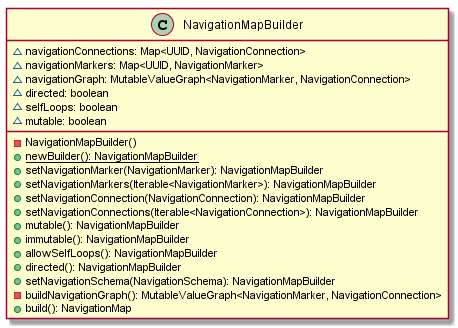 C NavigationMapBuilder
navigationConnections: Map<UUID, NavigationConnection>
navigationMarkers: Map<UUID, NavigationMarker>
navigationGraph: MutableValueGraph<NavigationMarker, NavigationConnection>
directed: boolean
selfLoops: boolean
mutable: boolean
NavigationMapBuilder()
newBuilder(): NavigationMapBuilder
setNavigationMarker(NavigationMarker): NavigationMapBuilder
setNavigationMarkers(Iterable<NavigationMarker>): NavigationMapBuilder
setNavigationConnection(NavigationConnection): NavigationMapBuilder
setNavigationConnections(Iterable<NavigationConnection>): NavigationMapBuilder
mutable(): NavigationMapBuilder
immutable(): NavigationMapBuilder
allowSelfLoops(): NavigationMapBuilder
directed(): NavigationMapBuilder
setNavigationSchema(NavigationSchema): NavigationMapBuilder
buildNavigationGraph(): MutableValueGraph<NavigationMarker, NavigationConnection>
build(): NavigationMap